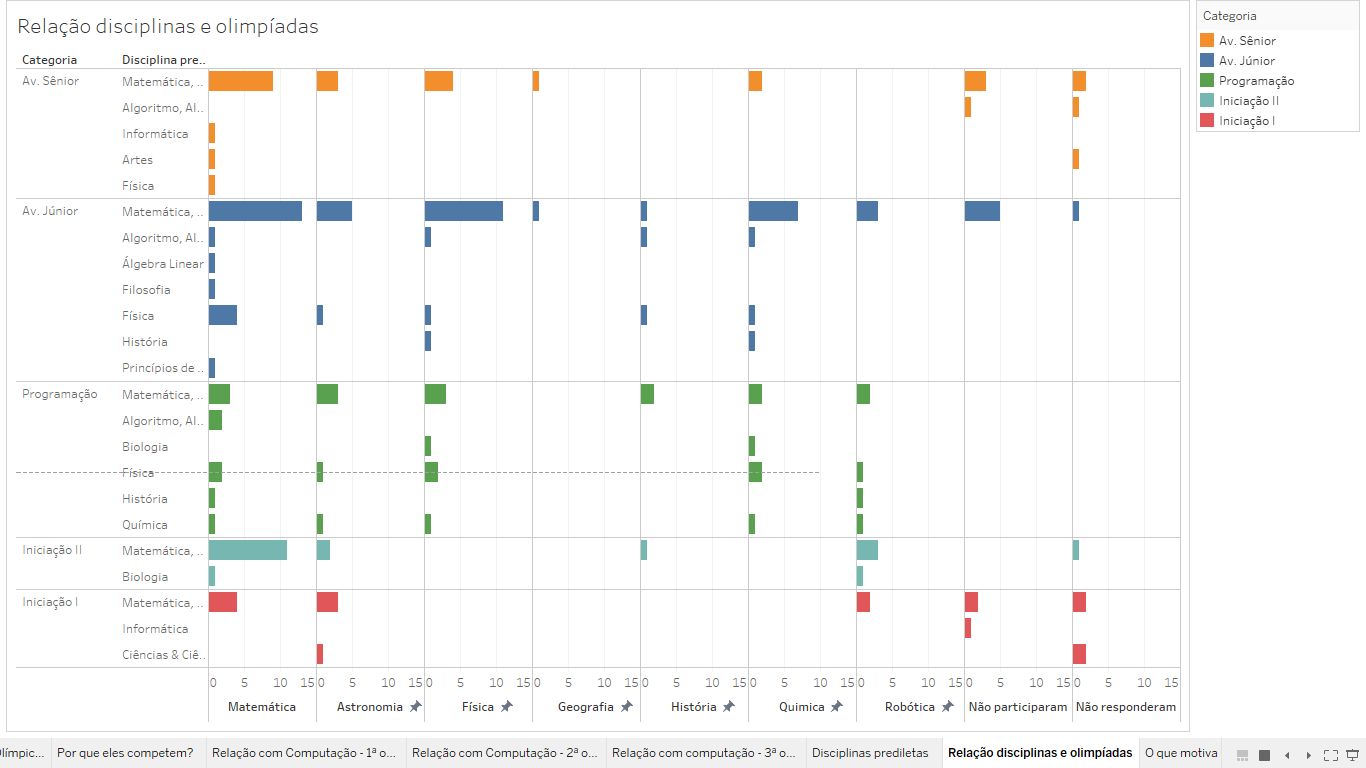 Relação disciplinas e olimpíadas
Categoria Disciplina pre..
Av. Sênior Matemática, ..
Algoritmo, Al..
Informática
Artes
Física
Av. Júnior Matemática, ..
Algoritmo, Al..
Álgebra Linear
Filosofia
Física
História
Princípios de ..
Programação Matemática, ..
Algoritmo, Al..
Biologia
Física
História
Química
Iniciação II Matemática, ..
Biologia
Iniciação I Matemática, ..
Informática
Ciências & Ciê..
0 5 10 15 0 5 10 15 0 5 10 15 0 5 10 15 0 5 10 15 0 5 10 15 0 5 10 15 0 5 10 15 0 5 10 15
Matemática Astronomia Física Geografia História Quimica Robótica Não participaram Não responderam
Categoria
Av. Sênior
Av. Júnior
Programação
Iniciação II
Iniciação I
Olímpic... Por que eles competem? Relação com Computação - 1ª o... Relação com Computação - 2ª o... Relação com computação - 3ª o... Disciplinas prediletas Relação disciplinas e olimpíadas O que motiva